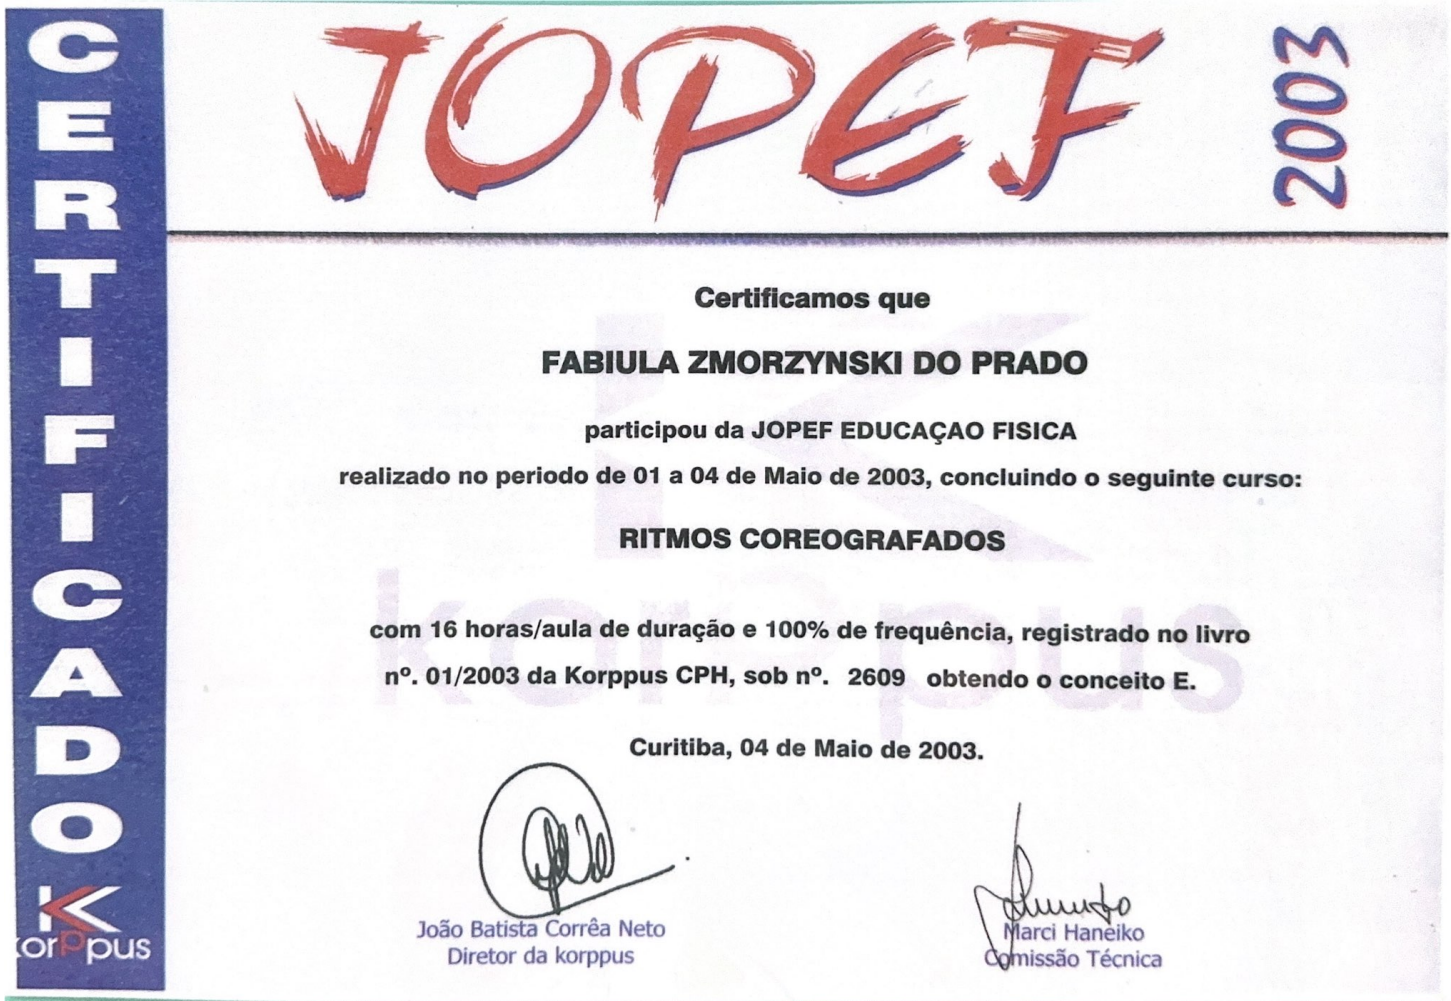 CERTIFICADO
korppus
JOPEF
2003
Certificamos que
FABIULA ZMORZYNSKI DO PRADO
participou da JOPEF EDUCAÇAO FISICA
realizado no periodo de 01 a 04 de Maio de 2003, concluindo o seguinte curso:
RITMOS COREOGRAFADOS
korppus
com 16 horas/aula de duração e 100% de frequência, registrado no livro
nº. 01/2003 da Korppus CPH, sob nº. 2609 obtendo o conceito E.
Curitiba, 04 de Maio de 2003.
João Batista Corrêa Neto
Diretor da korppus
Marci Haneiko
Comissão Técnica